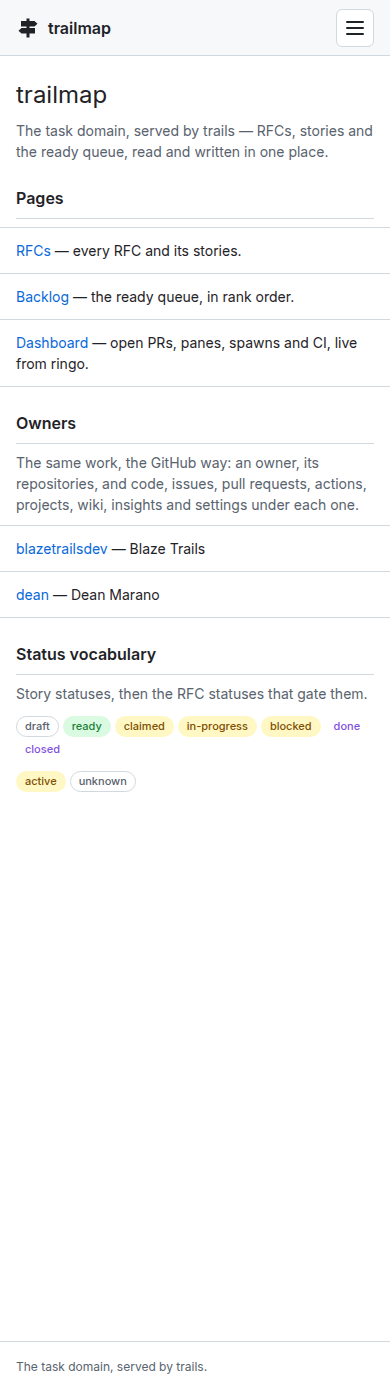 trailmap
trailmap
The task domain, served by trails — RFCs, stories and
the ready queue, read and written in one place.
Pages
RFCs — every RFC and its stories.
Backlog — the ready queue, in rank order.
Dashboard — open PRs, panes, spawns and CI, live
from ringo.
Owners
The same work, the GitHub way: an owner, its
repositories, and code, issues, pull requests, actions,
projects, wiki, insights and settings under each one.
blazetrailsdev — Blaze Trails
dean — Dean Marano
Status vocabulary
Story statuses, then the RFC statuses that gate them.
draft ready claimed in-progress blocked done
closed
active unknown
The task domain, served by trails.